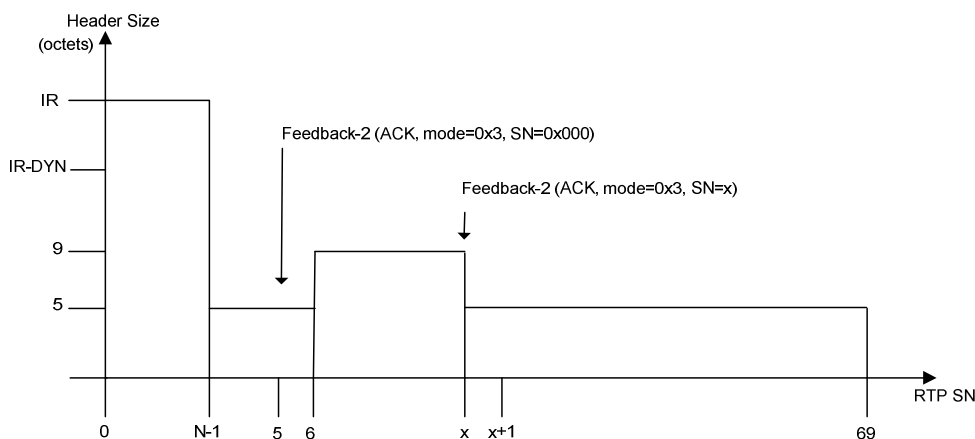 Header Size
(octets)
IR
Feedback-2 (ACK, mode=0x3, SN=0x000)
IR-DYN
Feedback-2 (ACK, mode=0x3, SN=x)
9
5
RTP SN
0
N-1
5
6
x
x+1
69